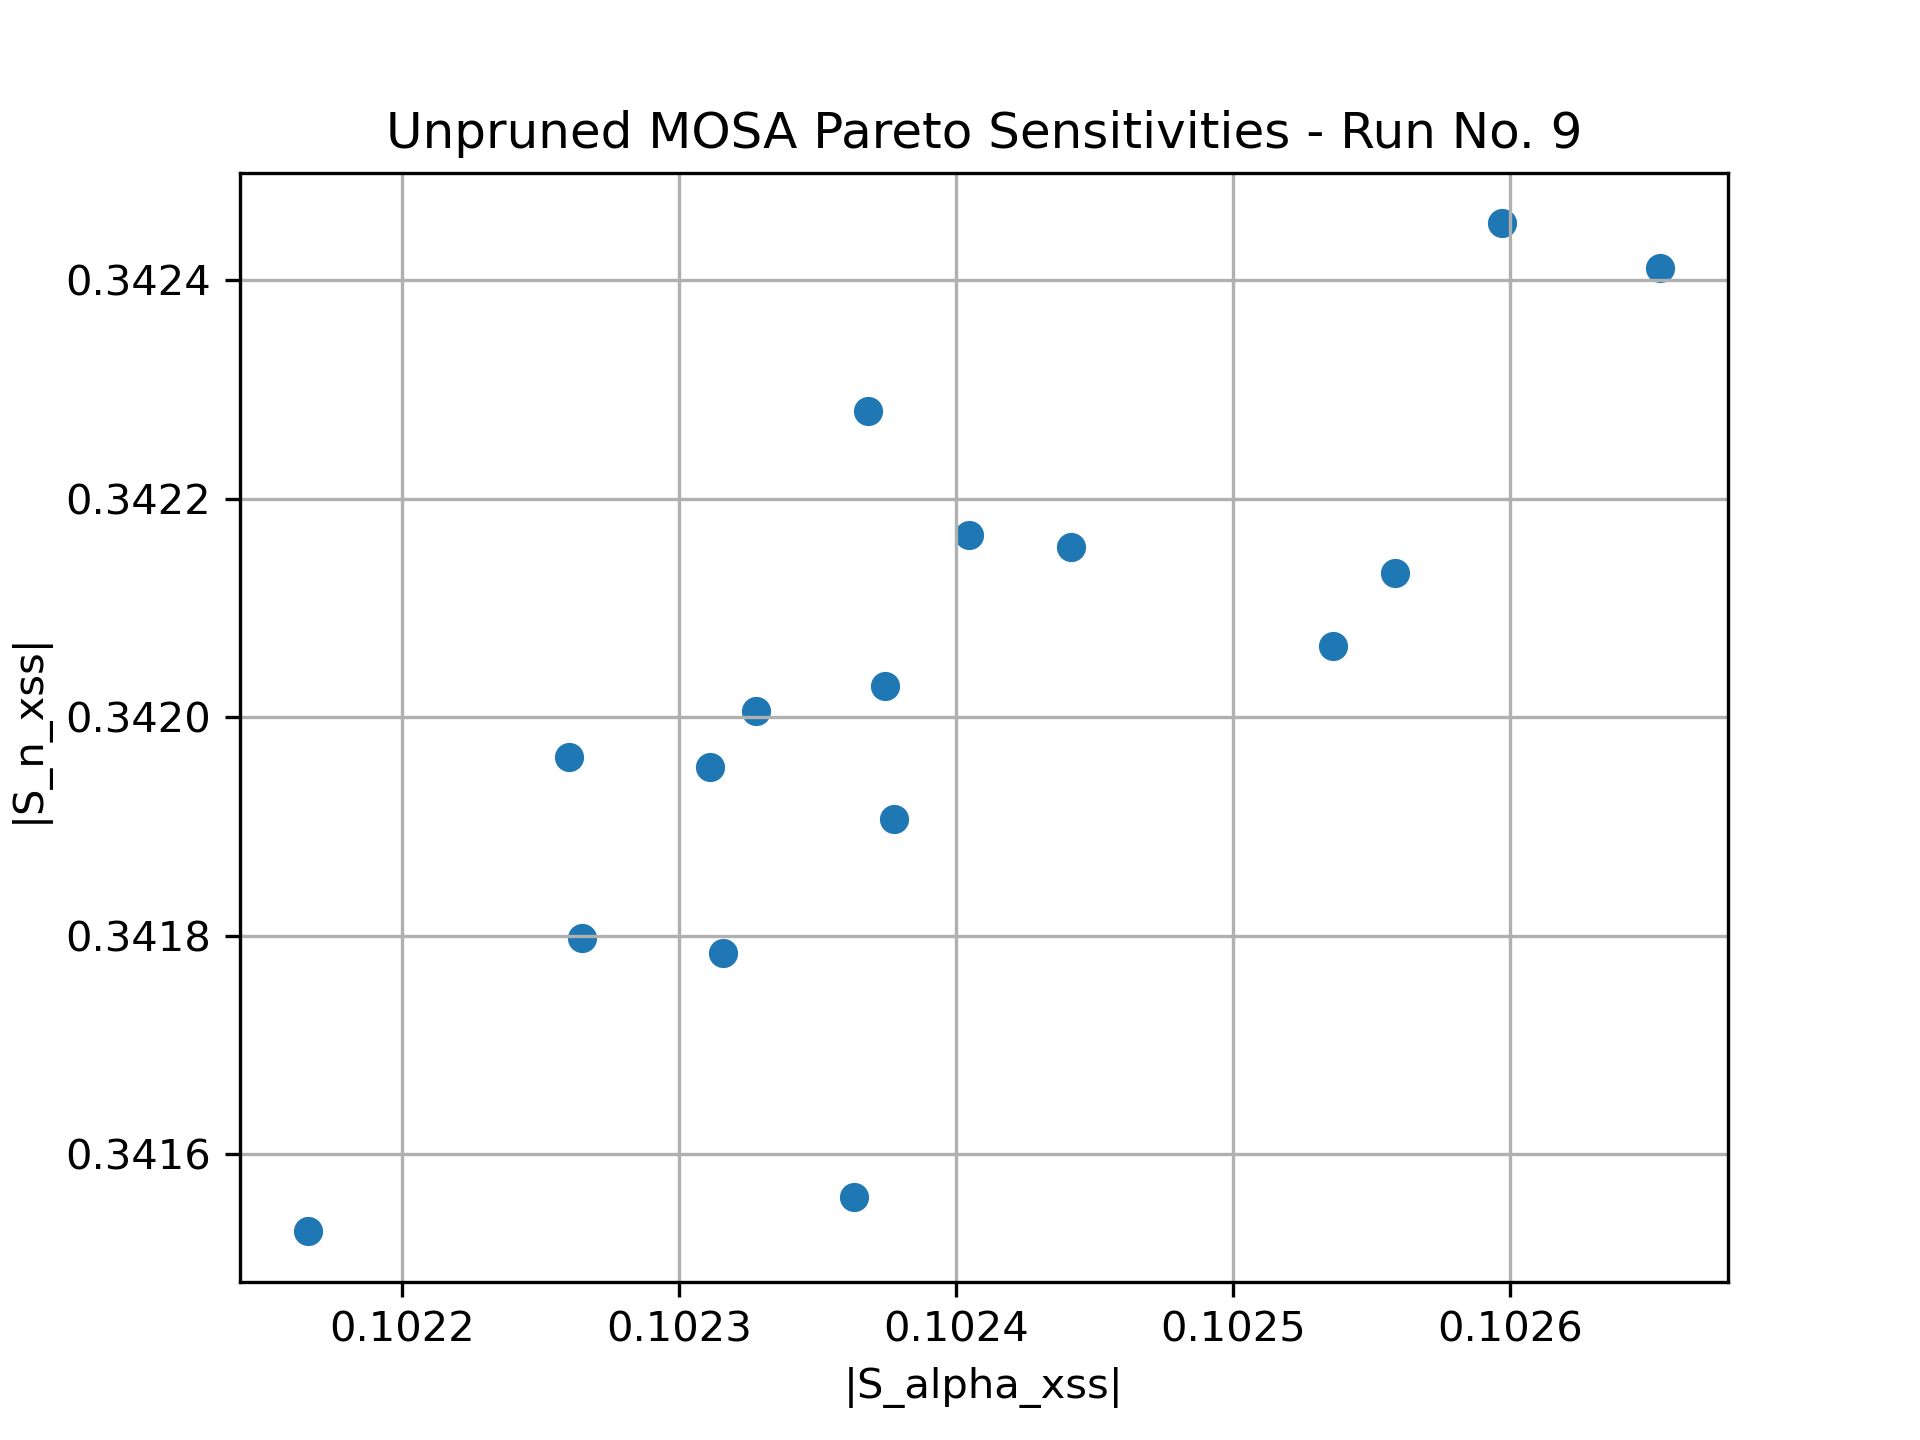 Unpruned MOSA Pareto Sensitivities - Run No. 9
|S_n_xss|
0.3424
0.3422
0.3420
0.3418
0.3416
0.1022 0.1023 0.1024 0.1025 0.1026
|S_alpha_xss|